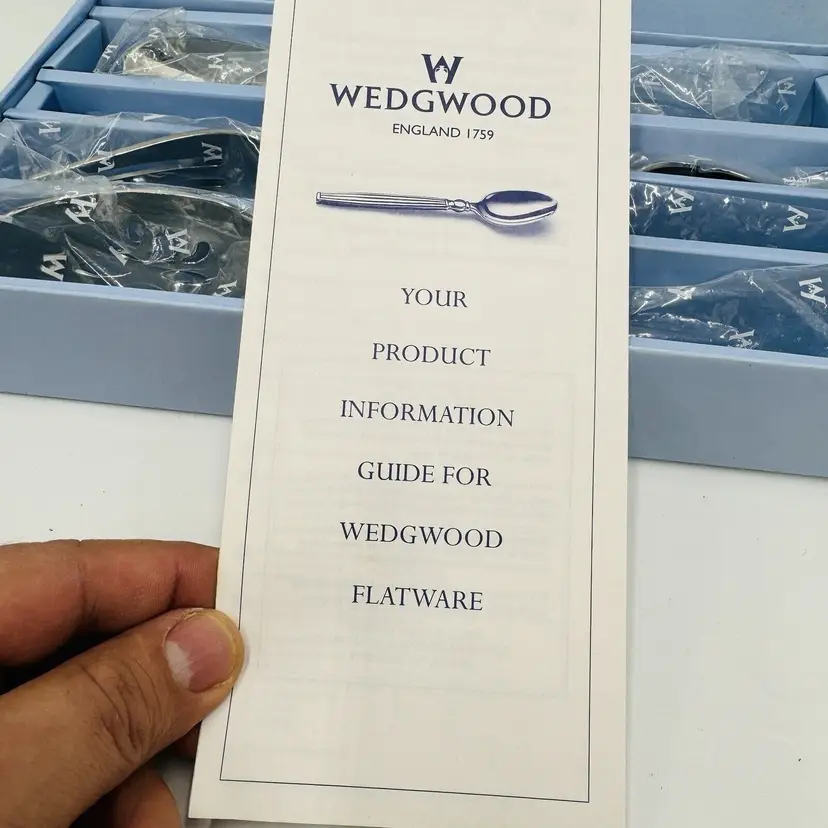 W
WEDGWOOD
ENGLAND 1759
YOUR
PRODUCT
INFORMATION
GUIDE FOR
WEDGWOOD
FLATWARE